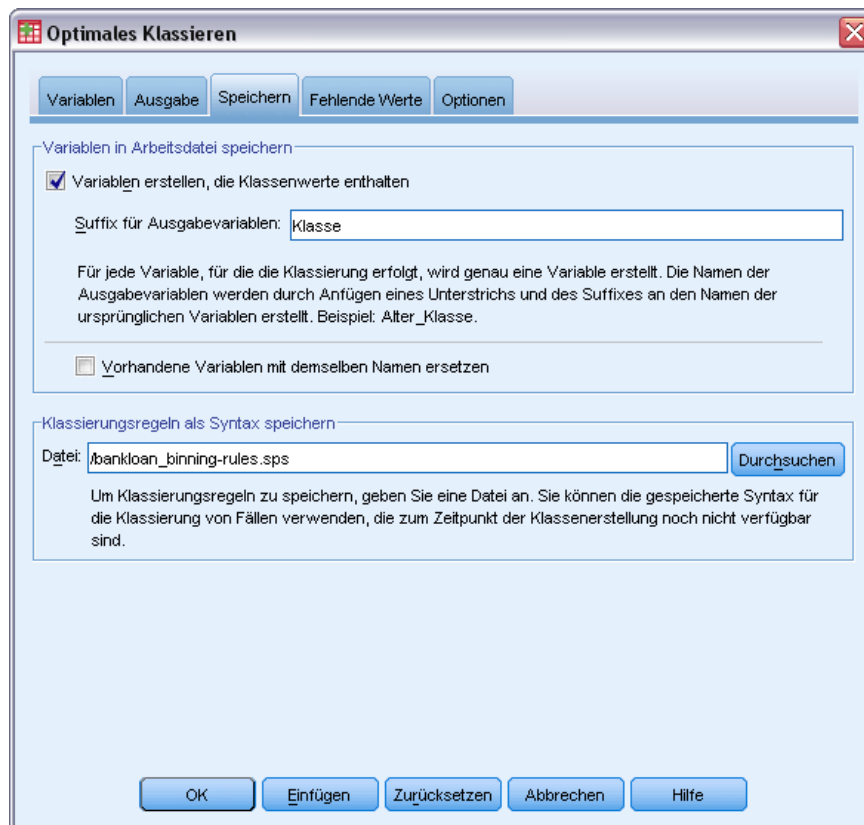 Optimales Klassieren
Variablen Ausgabe Speichern Fehlende Werte Optionen
Variablen in Arbeitsdatei speichern
Variablen erstellen, die Klassenwerte enthalten
Suffix für Ausgabevariablen: Klasse
Für jede Variable, für die die Klassierung erfolgt, wird genau eine Variable erstellt. Die Namen der
Ausgabevariablen werden durch Anfügen eines Unterstrichs und des Suffixes an den Namen der
ursprünglichen Variablen erstellt. Beispiel: Alter_Klasse.
Vorhandene Variablen mit demselben Namen ersetzen
Klassierungsregeln als Syntax speichern
Datei: /bankloan_binning-rules.sps Durchsuchen
Um Klassierungsregeln zu speichern, geben Sie eine Datei an. Sie können die gespeicherte Syntax für
die Klassierung von Fällen verwenden, die zum Zeitpunkt der Klassenerstellung noch nicht verfügbar
sind.
OK Einfügen Zurücksetzen Abbrechen Hilfe